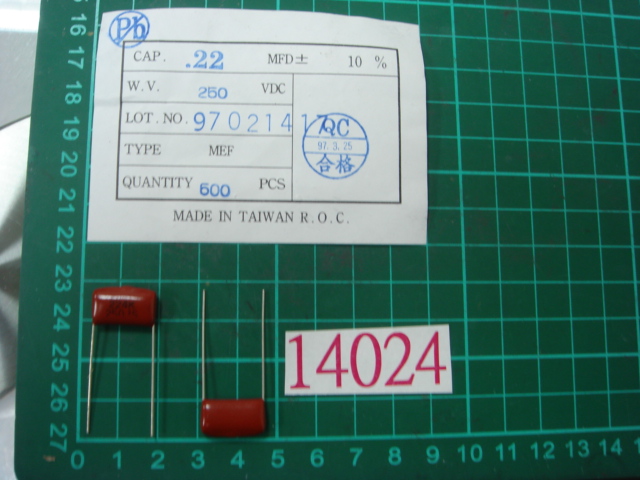 Pb
CAP. .22 MFD± 10 %
W.V. 250 VDC
LOT.NO. 97021417
TYPE MEF
QUANTITY 500 PCS
QC
97.3.25
合格
MADE IN TAIWAN R.O.C.
14024
16
17
18
19
20
21
22
23
24
25
26
27
0 1 2 3 4 5 6 7 8 9 10 11 12 13 14